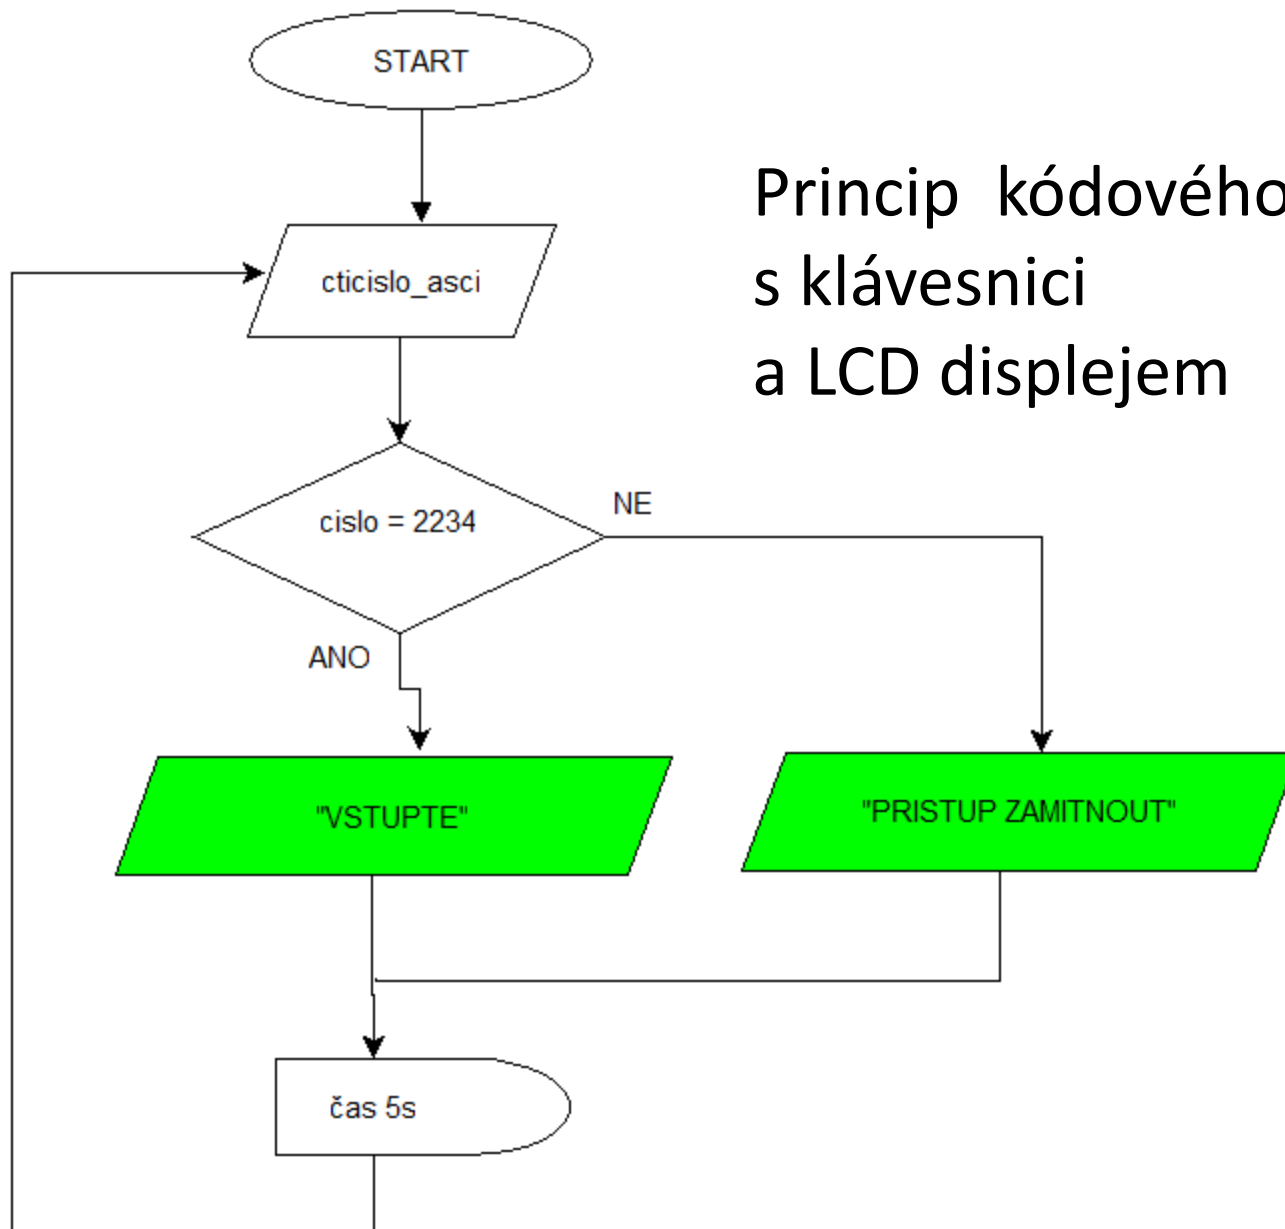 START
Princip kódového
s klávesnici
a LCD displejem
cticislo_asci
cislo = 2234
NE
ANO
"VSTUPTE"
"PRISTUP ZAMITNOUT"
čas 5s